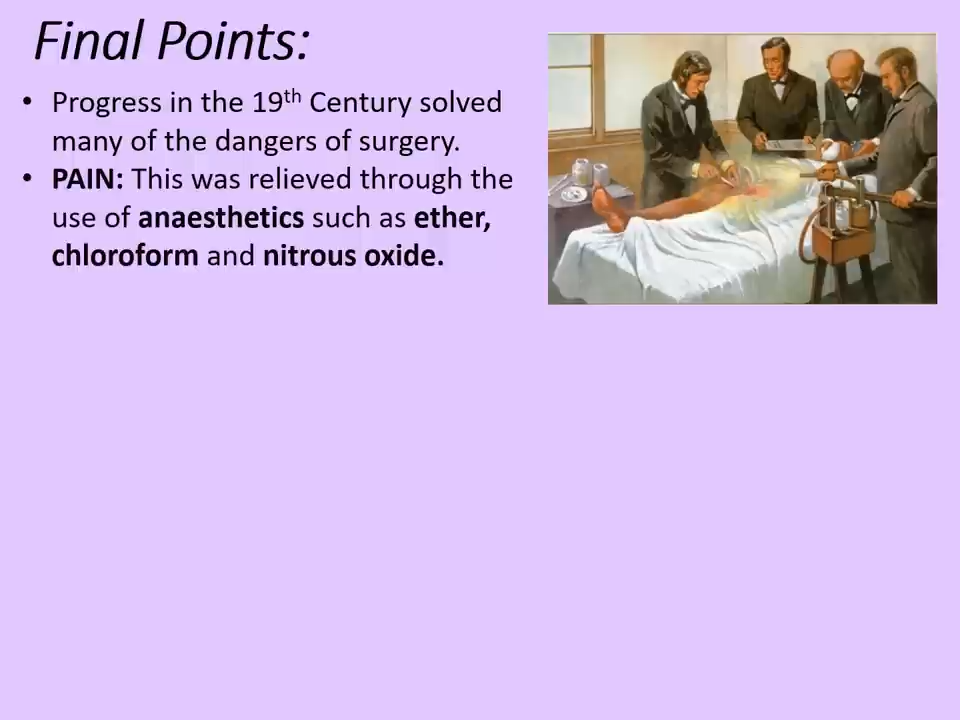 Final Points:
• Progress in the 19th Century solved
many of the dangers of surgery.
• PAIN: This was relieved through the
use of anaesthetics such as ether,
chloroform and nitrous oxide.